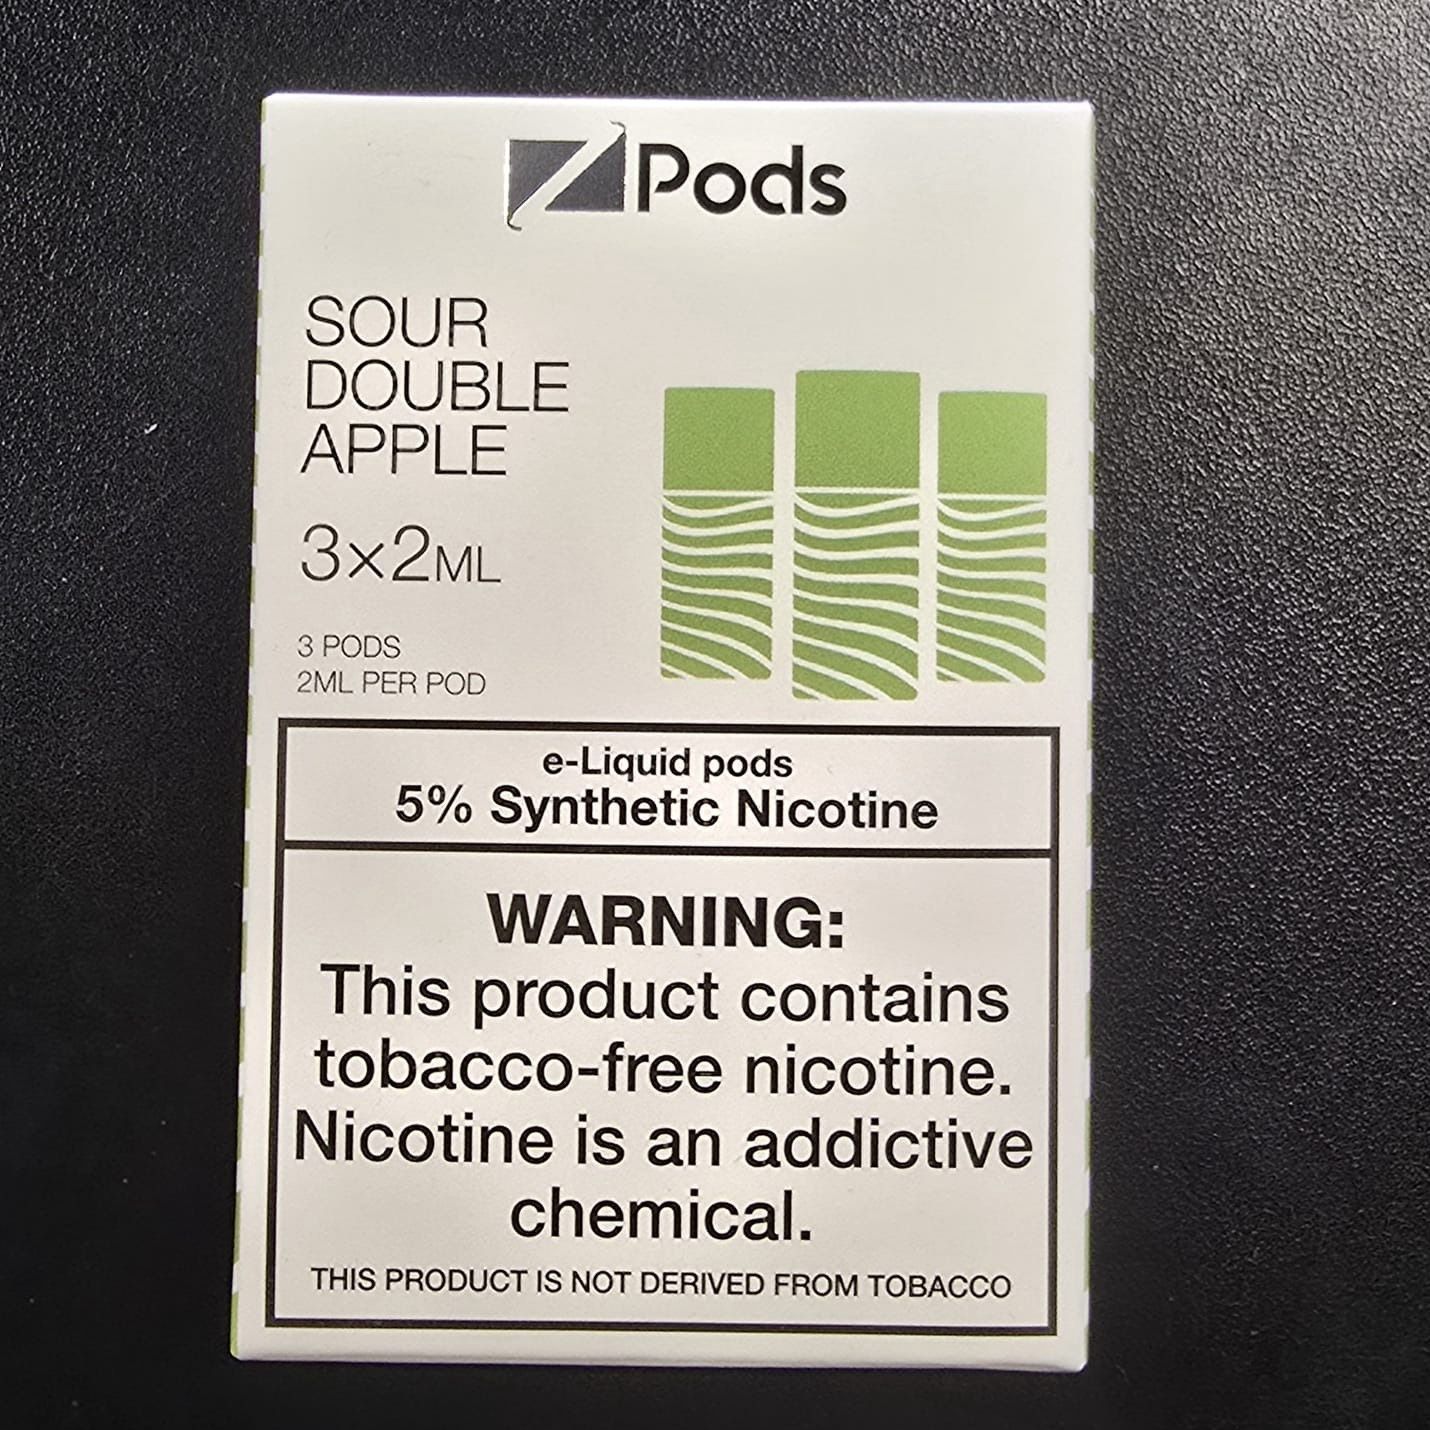 Z Pods
SOUR
DOUBLE
APPLE
3×2ML
3 PODS
2ML PER POD
e-Liquid pods
5% Synthetic Nicotine
WARNING:
This product contains
tobacco-free nicotine.
Nicotine is an addictive
chemical.
THIS PRODUCT IS NOT DERIVED FROM TOBACCO